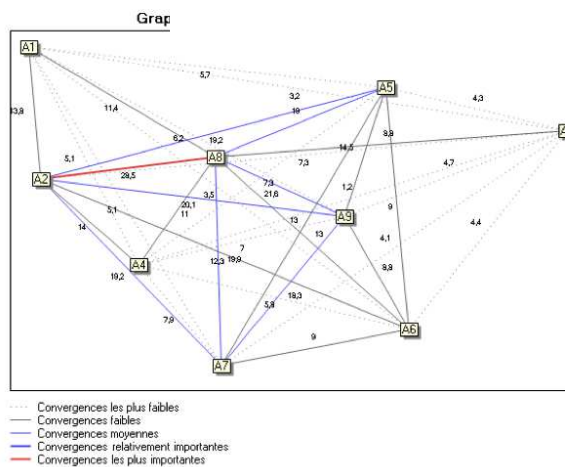 Grap
A1
5,7
A5
3,2
4,3
13,9
11,4
19
A
6,2
19,2
14,5
8,8
5,1
A8
7,3
4,7
A2
28,5
7,3
3,5
21,6
1,2
20,1
9
5,1
11
13
A9
14
13
4,1
4,4
7
A4
12,3
19,9
8,8
19,2
18,3
5,8
7,9
9
A6
A7
Convergences les plus faibles
Convergences faibles
Convergences moyennes
Convergences relativement importantes
Convergences les plus importantes